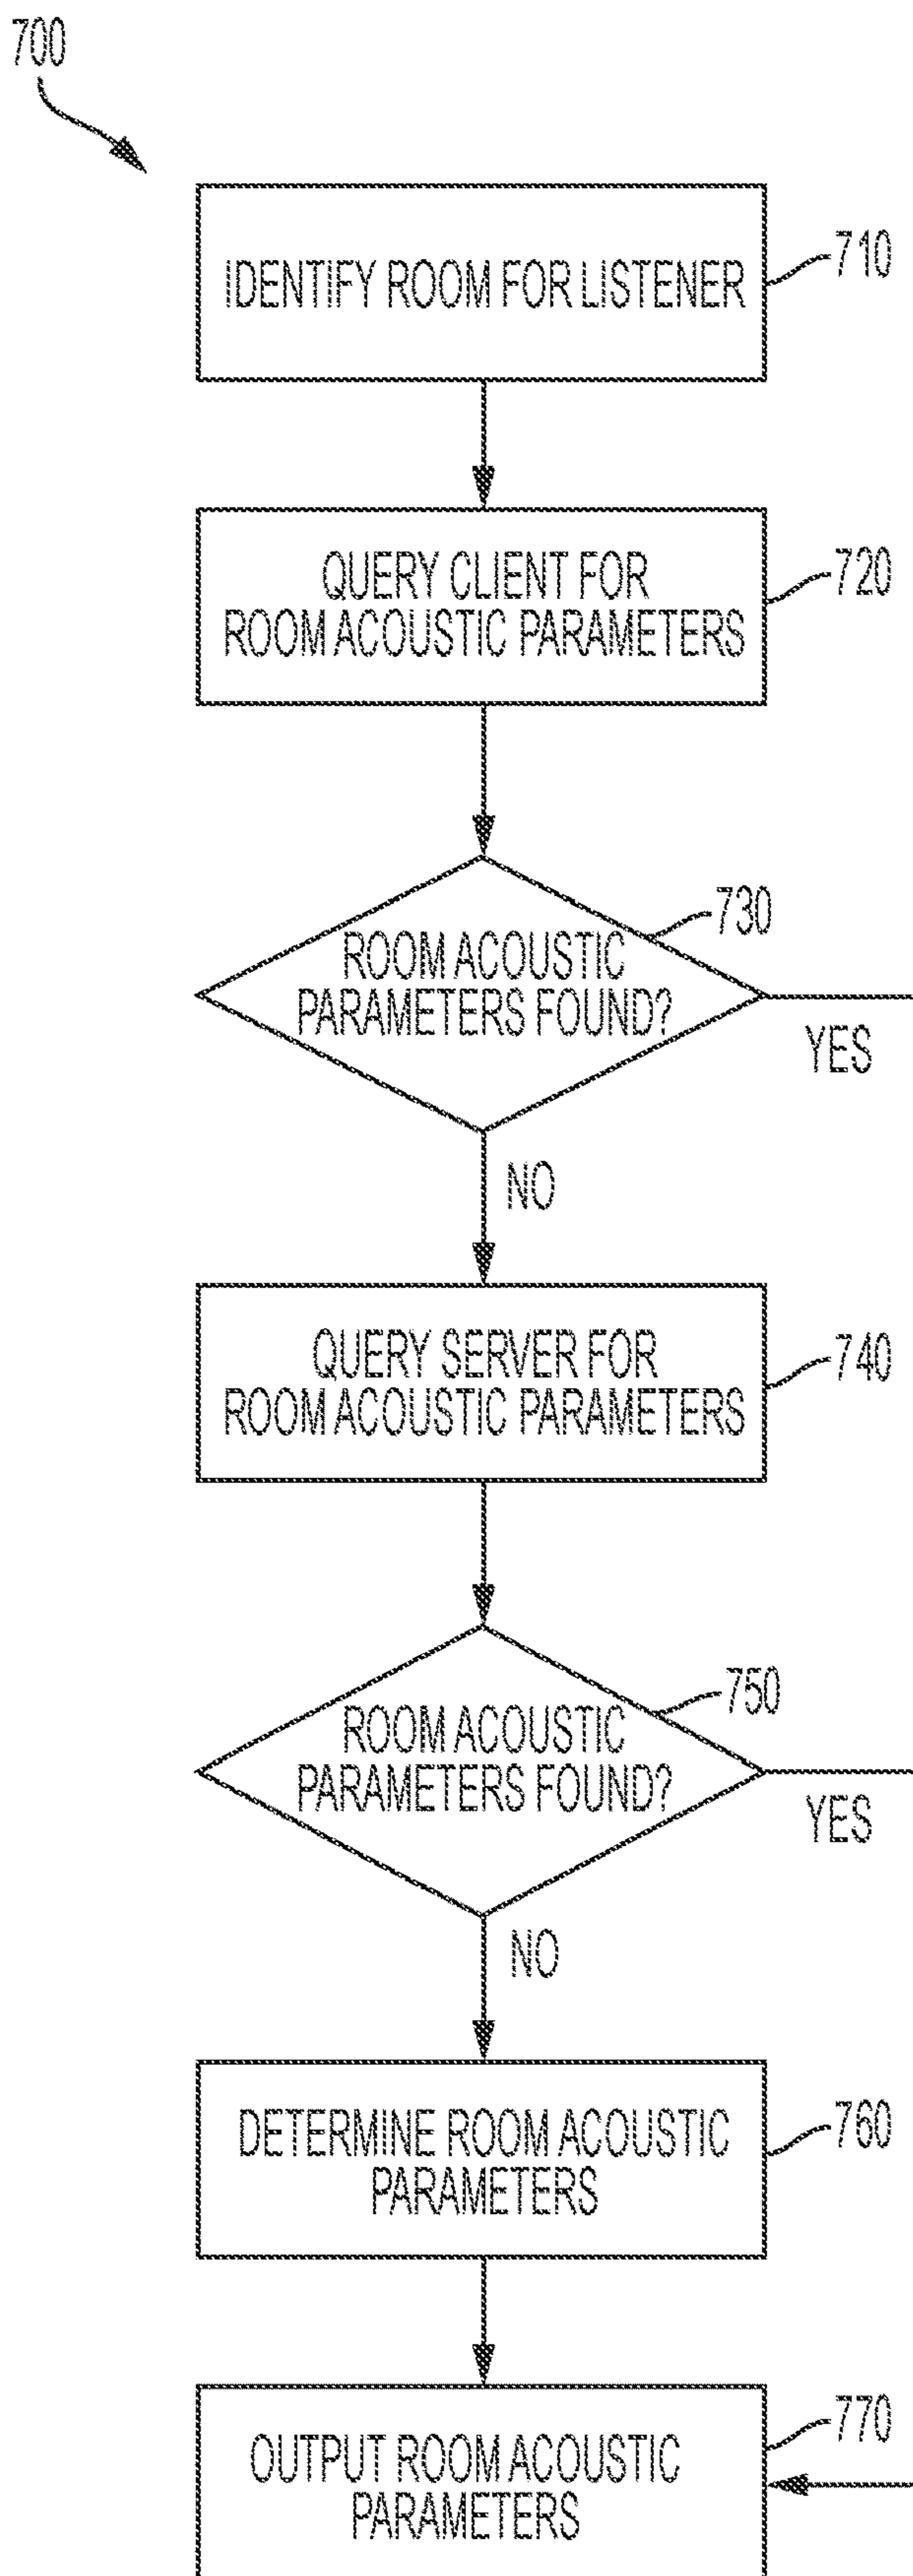 700
IDENTIFY ROOM FOR LISTENER
710
QUERY CLIENT FOR
ROOM ACOUSTIC PARAMETERS
720
730
ROOM ACOUSTIC
PARAMETERS FOUND?
YES
NO
QUERY SERVER FOR
ROOM ACOUSTIC PARAMETERS
740
750
ROOM ACOUSTIC
PARAMETERS FOUND?
YES
NO
DETERMINE ROOM ACOUSTIC
PARAMETERS
760
OUTPUT ROOM ACOUSTIC
PARAMETERS
770